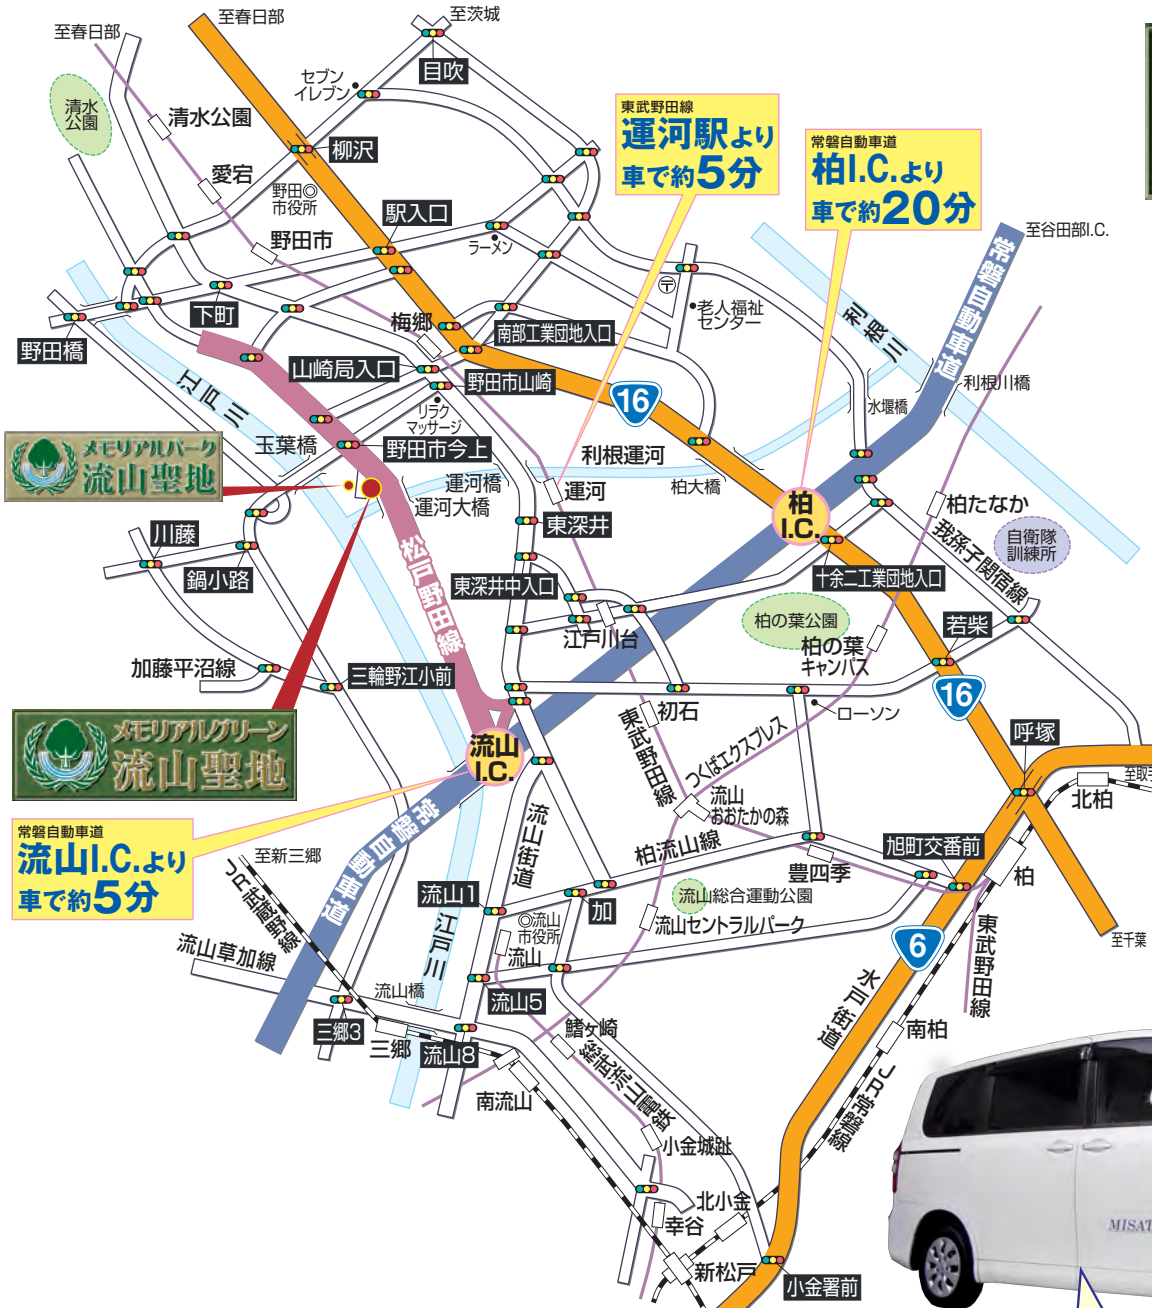 至春日部
至春日部
至茨城
目吹
セブン
イレブン
清水
公園
清水公園
柳沢
愛宕
野田
市役所
駅入口
野田市
ラーメン
東武野田線
運河駅より
車で約5分
常磐自動車道
柏I.C.より
車で約20分
至谷田部I.C.
常磐自動車道
下町
野田橋
〒
老人福祉
センター
利根川
梅郷
南部工業団地入口
山崎局入口
野田市山崎
16
利根川橋
水堰橋
江戸川
リラク
マッサージ
玉葉橋
野田市今上
利根運河
メモリアルパーク
流山聖地
運河橋
運河大橋
運河
柏大橋
柏
I.C.
柏たなか
自衛隊
訓練所
東深井
川藤
鍋小路
松戸野田線
東深井中入口
十余二工業団地入口
我孫子関宿線
柏の葉公園
江戸川台
若柴
柏の葉
キャンパス
加藤平沼線
三輪野江小前
16
初石
ローソン
メモリアルグリーン
流山聖地
流山
I.C.
東武野田線
つくばエクスプレス
呼塚
至取手
北柏
流山
おおたかの森
常磐自動車道
流山I.C.より
車で約5分
至新三郷
JR武蔵野線
常磐自動車道
流山街道
柏流山線
豊四季
旭町交番前
柏
流山1
加
流山総合運動公園
流山
市役所
流山
流山セントラルパーク
東武野田線
至千葉
6
流山草加線
江戸川
流山橋
流山5
水戸街道
三郷3
三郷
流山8
鰭ヶ崎
総武流山電鉄
南柏
JR常磐線
南流山
小金城趾
北小金
幸谷
新松戸
小金署前
MISAT